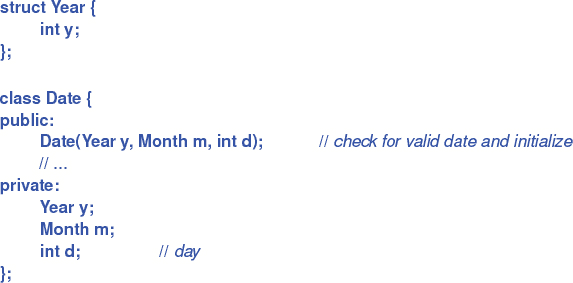 struct Year {
int y;
};
class Date {
public:
Date(Year y, Month m, int d); // check for valid date and initialize
// ...
private:
Year y;
Month m;
int d; // day
};